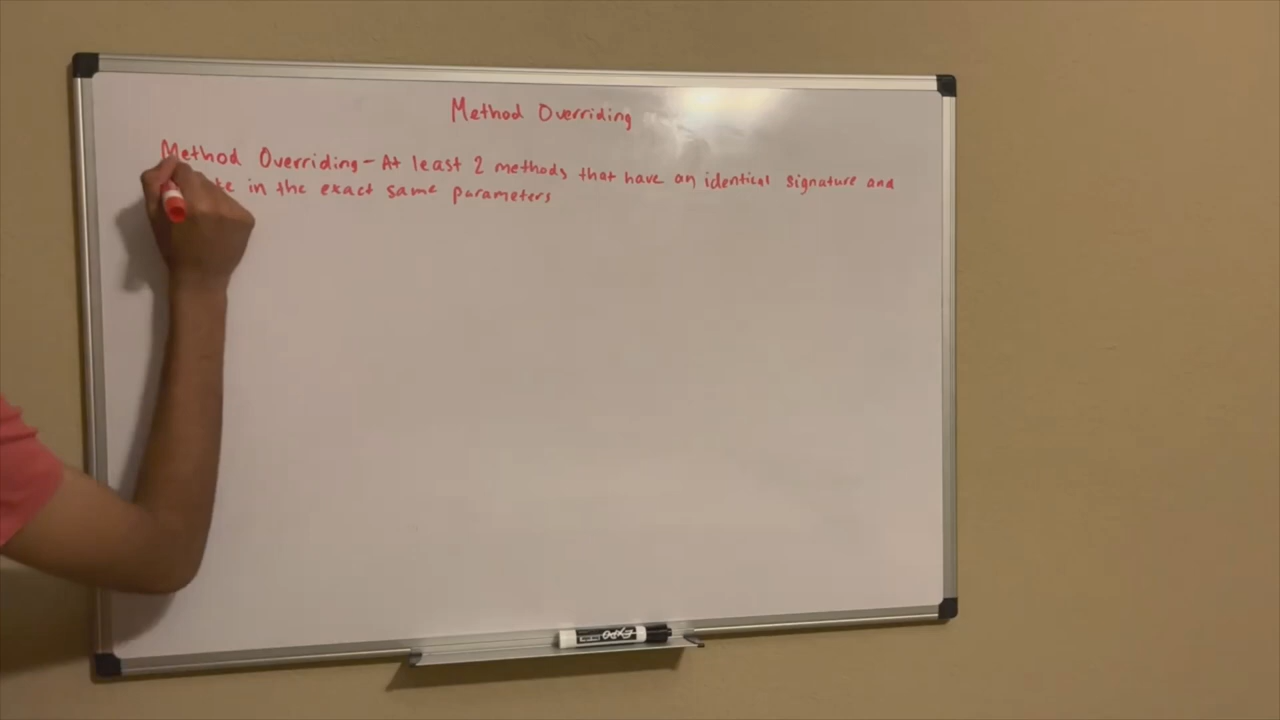 Method Overriding
Method Overriding - At least 2 methods that have an identical signature and
in the exact same parameters
EXPO